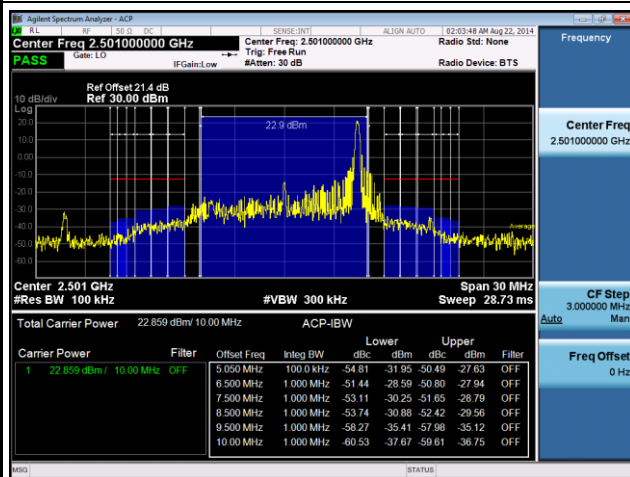 Agilent Spectrum Analyzer - ACP
RL RF 50 Ω DC SENSE:INT ALIGN AUTO 02:03:48 AM Aug 22, 2014
Center Freq 2.501000000 GHz
Center Freq: 2.501000000 GHz
Radio Std: None
PASS
Gate: LO
IFGain:Low
Trig: Free Run
#Atten: 30 dB
Radio Device: BTS
Ref Offset 21.4 dB
10 dB/div Ref 30.00 dBm
Log
20.0
10.0
0.00
-10.0
-20.0
-30.0
-40.0
-50.0
-60.0
22.9 dBm
Average
Center 2.501 GHz
Span 30 MHz
#Res BW 100 kHz
#VBW 300 kHz
Sweep 28.73 ms
Total Carrier Power 22.859 dBm/ 10.00 MHz ACP-IBW
Lower Upper
Carrier Power Filter Offset Freq Integ BW dBc dBm dBc dBm Filter
1 22.859 dBm / 10.00 MHz OFF
5.050 MHz 100.0 kHz -54.81 -31.95 -50.49 -27.63 OFF
6.500 MHz 1.000 MHz -51.44 -28.59 -50.80 -27.94 OFF
7.500 MHz 1.000 MHz -53.11 -30.25 -51.65 -28.79 OFF
8.500 MHz 1.000 MHz -53.74 -30.88 -52.42 -29.56 OFF
9.500 MHz 1.000 MHz -58.27 -35.41 -57.98 -35.12 OFF
10.00 MHz 1.000 MHz -60.53 -37.67 -59.61 -36.75 OFF
MSG
STATUS
Frequency
Center Freq
2.501000000 GHz
CF Step
3.000000 MHz
Auto Man
Freq Offset
0 Hz